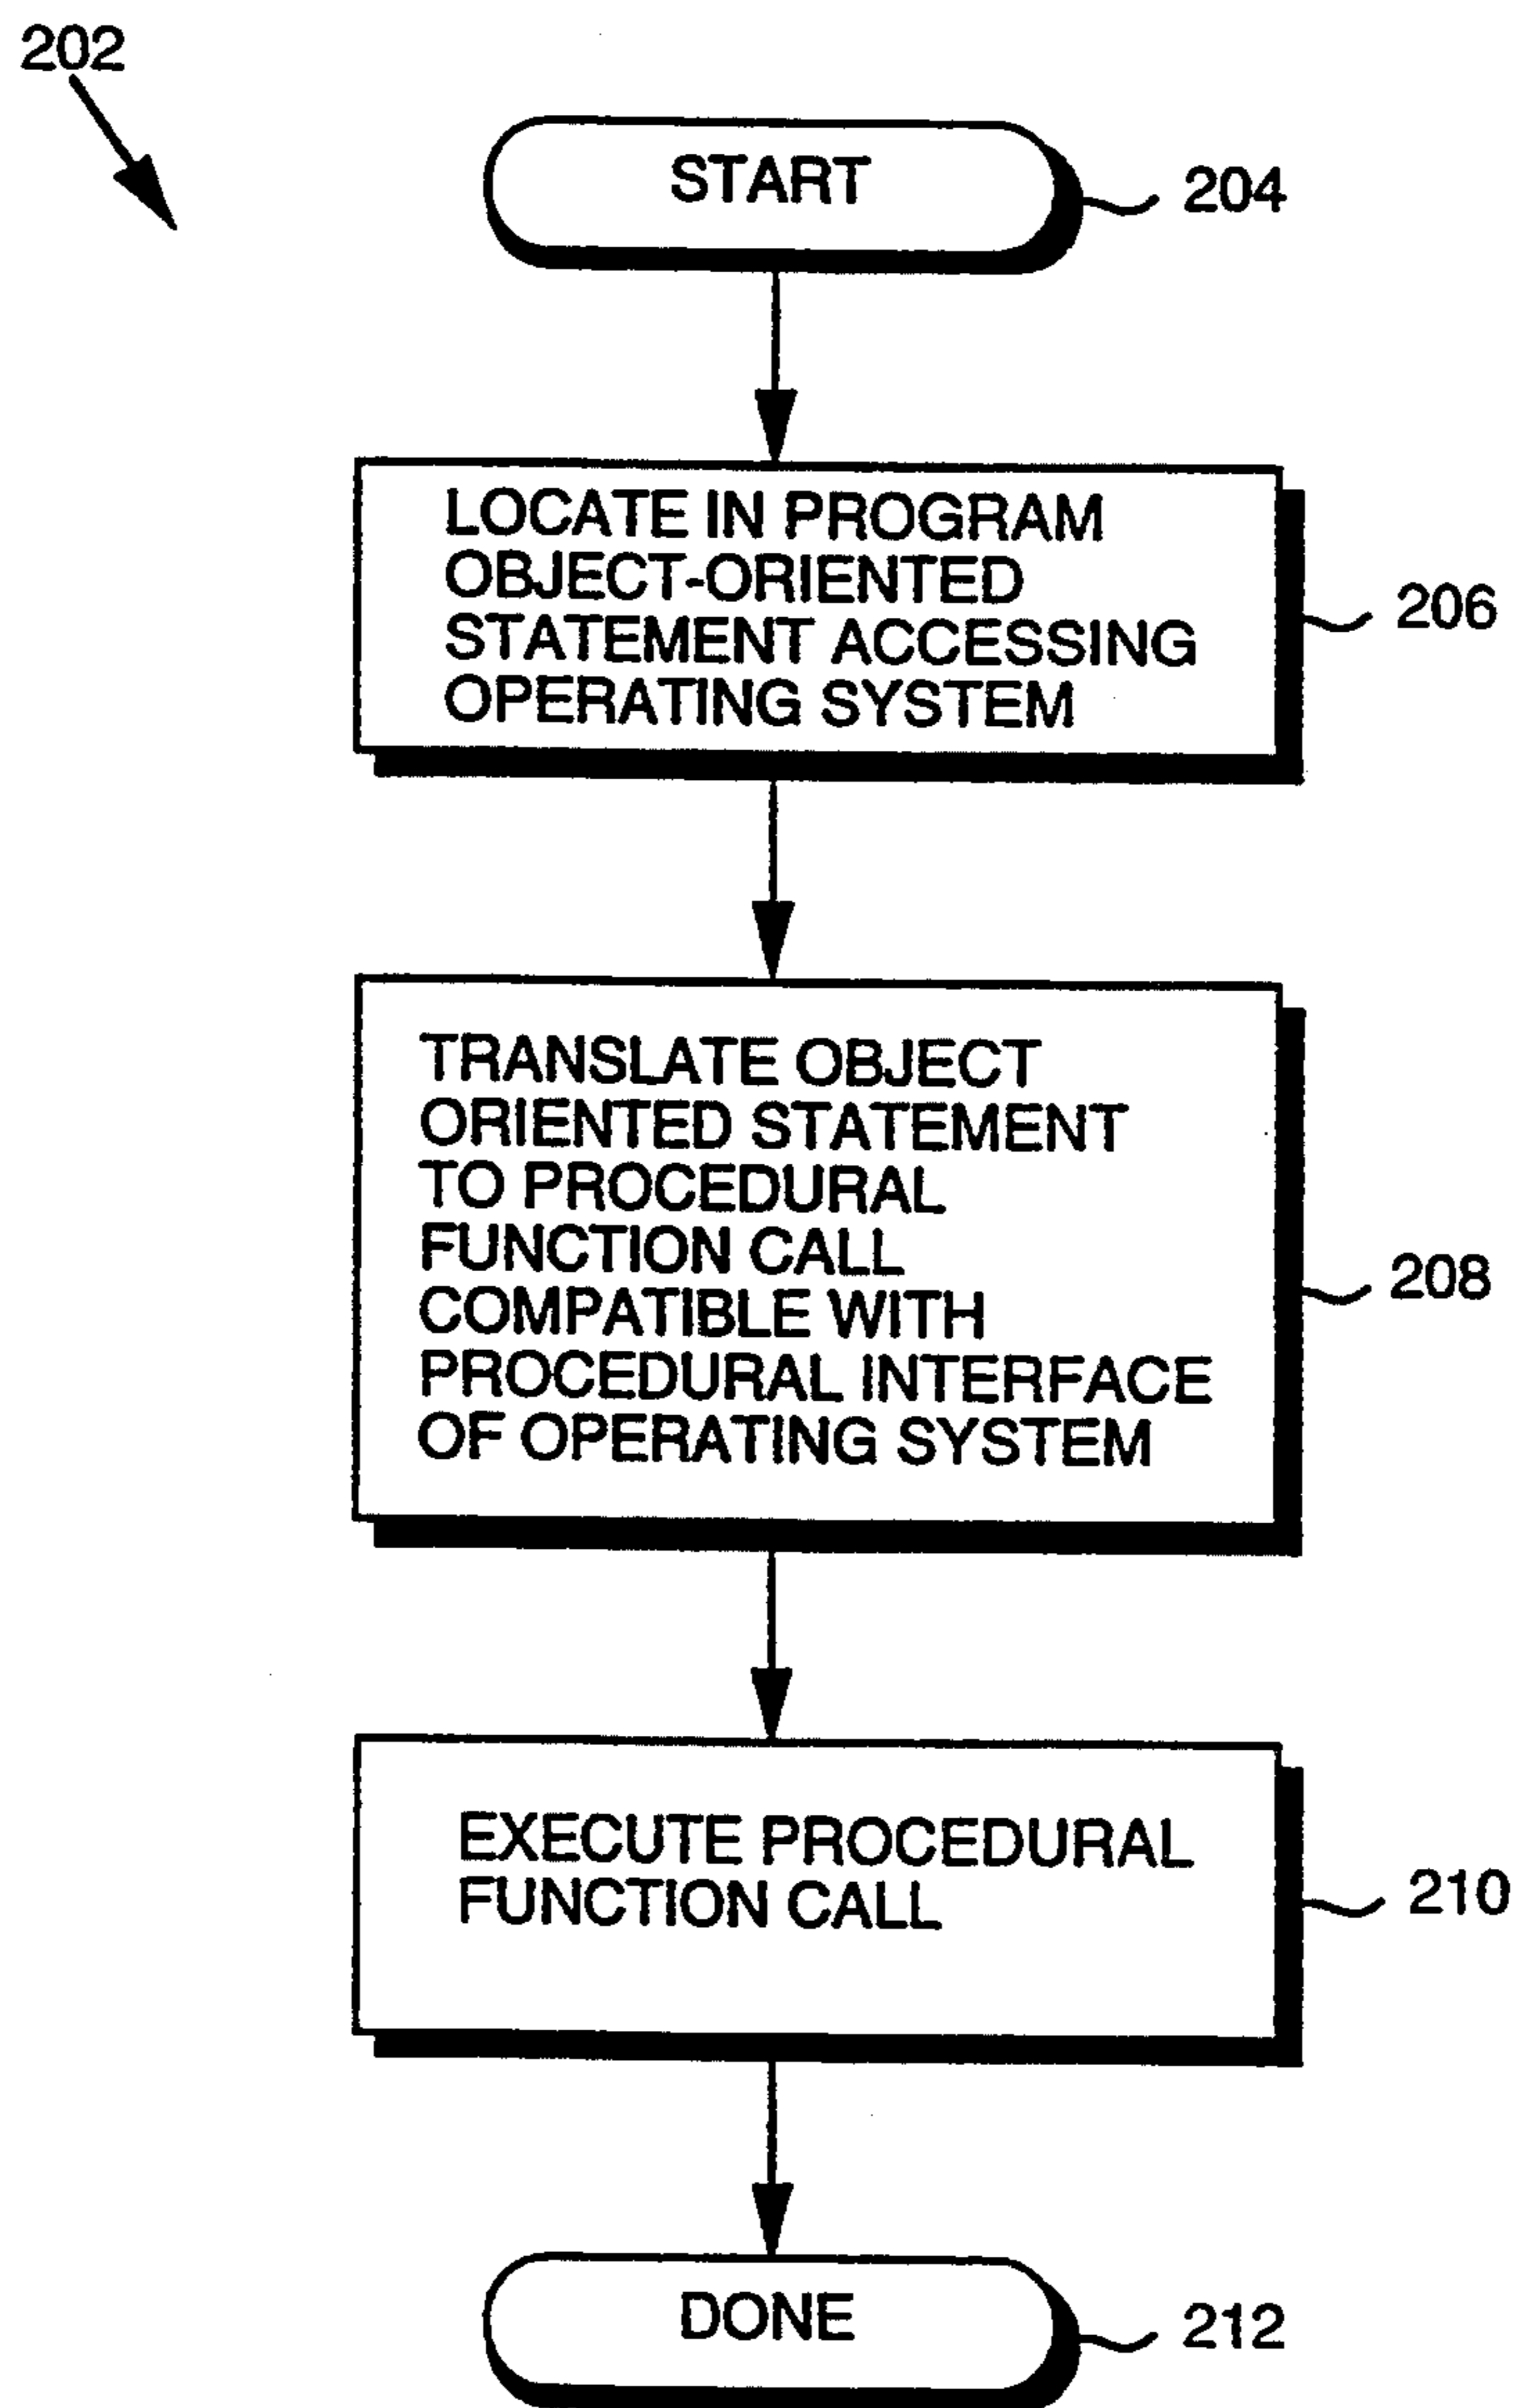 202
START
204
LOCATE IN PROGRAM
OBJECT-ORIENTED
STATEMENT ACCESSING
OPERATING SYSTEM
206
TRANSLATE OBJECT
ORIENTED STATEMENT
TO PROCEDURAL
FUNCTION CALL
COMPATIBLE WITH
PROCEDURAL INTERFACE
OF OPERATING SYSTEM
208
EXECUTE PROCEDURAL
FUNCTION CALL
210
DONE
212